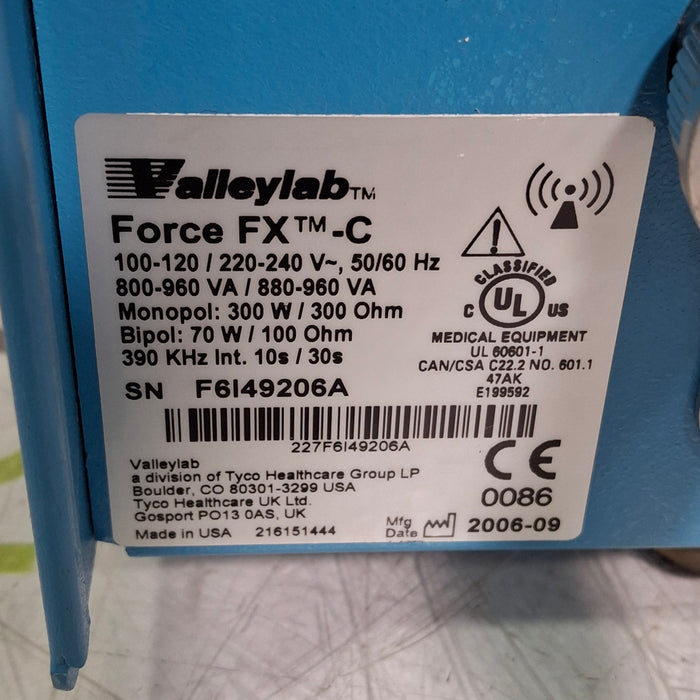 Valleylab™
Force FX™-C
100-120 / 220-240 V~, 50/60 Hz
800-960 VA / 880-960 VA
Monopol: 300 W / 300 Ohm
Bipol: 70 W / 100 Ohm
390 KHz Int. 10s / 30s
SN F6I49206A
227F6I49206A
CLASSIFIED
C UL US
MEDICAL EQUIPMENT
UL 60601-1
CAN/CSA C22.2 NO. 601.1
47AK
E199592
Valleylab
a division of Tyco Healthcare Group LP
Boulder, CO 80301-3299 USA
Tyco Healthcare UK Ltd.
Gosport PO13 0AS, UK
Made in USA 216151444
CE
0086
Mfg Date 2006-09